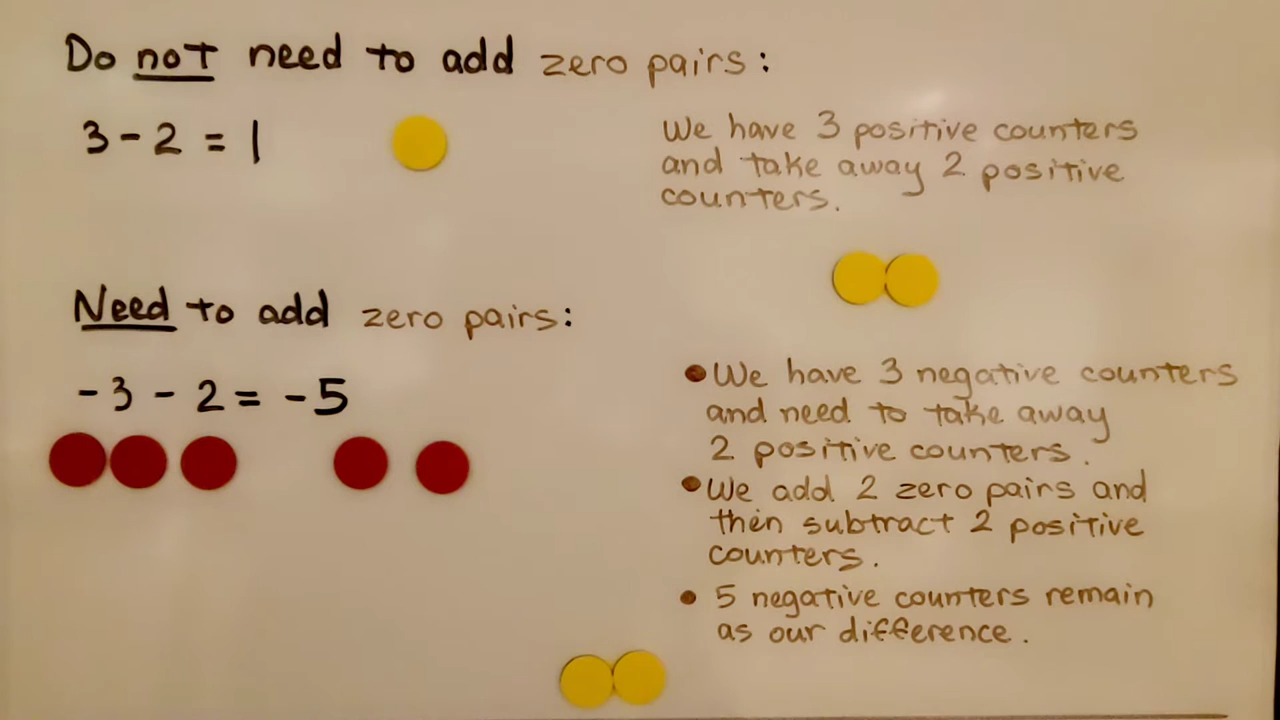 Do not need to add zero pairs:
3 - 2 = 1
We have 3 positive counters
and take away 2 positive
counters.
Need to add zero pairs:
-3 - 2 = -5
• We have 3 negative counters
and need to take away
2 positive counters.
• We add 2 zero pairs and
then subtract 2 positive
counters.
• 5 negative counters remain
as our difference.